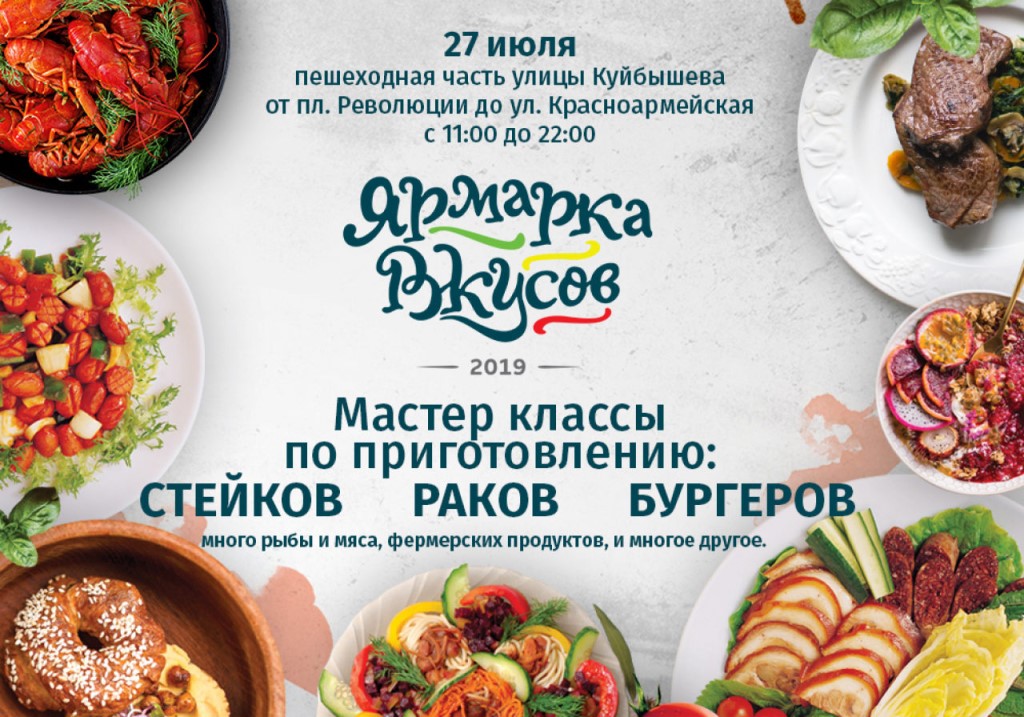 27 июля
пешеходная часть улицы Куйбышева
от пл. Революции до ул. Красноармейская
с 11:00 до 22:00
Ярмарка
Вкусов
2019
Мастер классы
по приготовлению:
СТЕЙКОВ РАКОВ БУРГЕРОВ
много рыбы и мяса, фермерских продуктов, и многое другое.